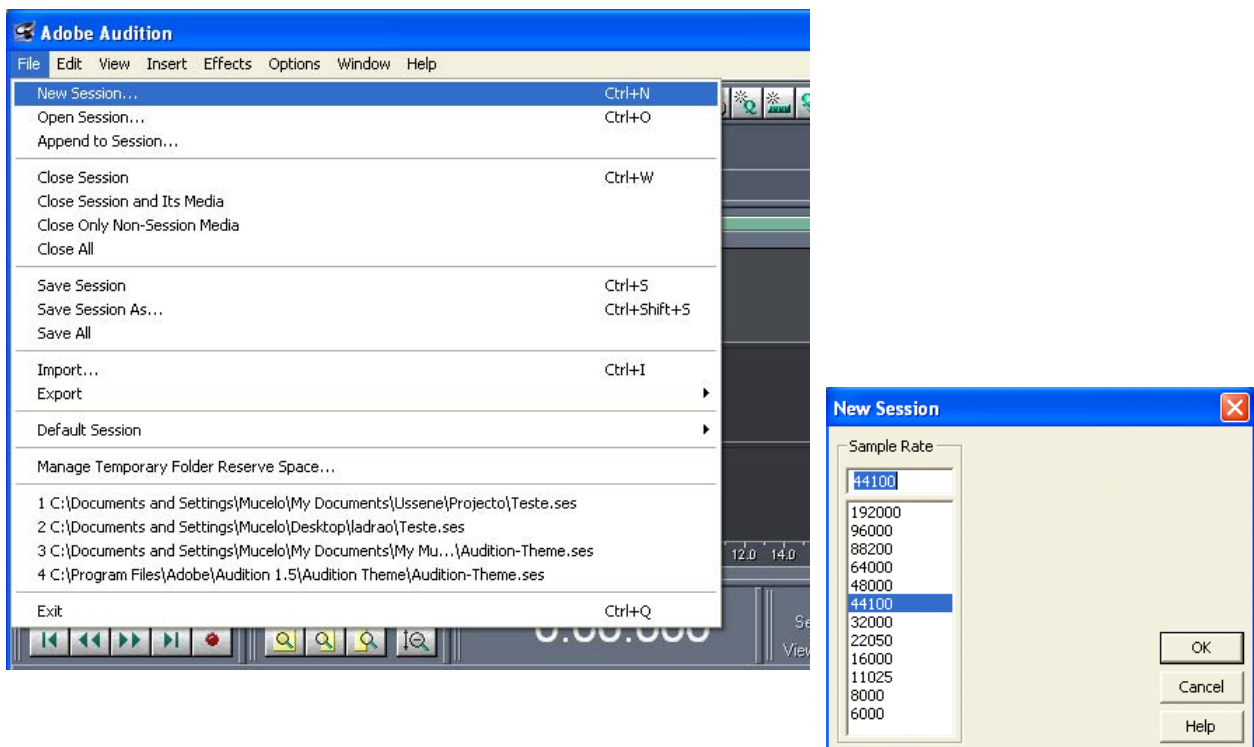 Adobe Audition
File Edit View Insert Effects Options Window Help
New Session... Ctrl+N
Open Session... Ctrl+O
Append to Session...
Close Session Ctrl+W
Close Session and Its Media
Close Only Non-Session Media
Close All
Save Session Ctrl+S
Save Session As... Ctrl+Shift+S
Save All
Import... Ctrl+I
Export
Default Session
Manage Temporary Folder Reserve Space...
1 C:\Documents and Settings\Mucelo\My Documents\Ussene\Projecto\Teste.ses
2 C:\Documents and Settings\Mucelo\Desktop\ladrao\Teste.ses
3 C:\Documents and Settings\Mucelo\My Documents\My Mu...\Audition-Theme.ses
4 C:\Program Files\Adobe\Audition 1.5\Audition Theme\Audition-Theme.ses
Exit Ctrl+Q
12.0 14.0
New Session
Sample Rate
44100
192000
96000
88200
64000
48000
44100
32000
22050
16000
11025
8000
6000
OK
Cancel
Help